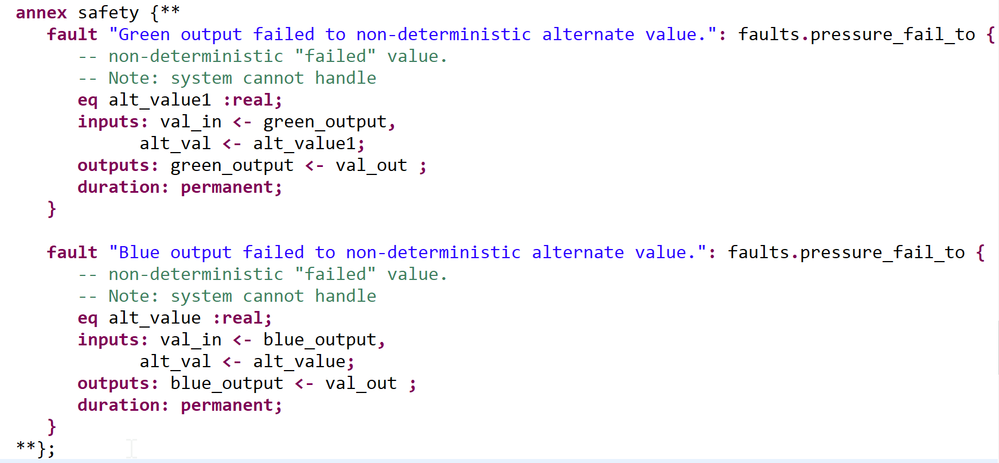 annex safety {**
   fault "Green output failed to non-deterministic alternate value.": faults.pressure_fail_to {
      -- non-deterministic "failed" value.
      -- Note: system cannot handle
      eq alt_value1 :real;
      inputs: val_in <- green_output,
            alt_val <- alt_value1;
      outputs: green_output <- val_out ;
      duration: permanent;
   }

   fault "Blue output failed to non-deterministic alternate value.": faults.pressure_fail_to {
      -- non-deterministic "failed" value.
      -- Note: system cannot handle
      eq alt_value :real;
      inputs: val_in <- blue_output,
            alt_val <- alt_value;
      outputs: blue_output <- val_out ;
      duration: permanent;
   }
**};